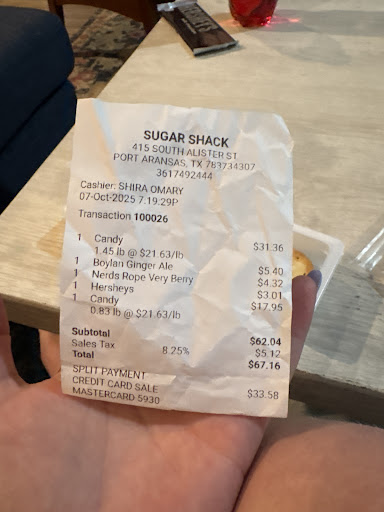 SUGAR SHACK
415 SOUTH ALISTER ST
PORT ARANSAS, TX 783734307
3617492444
Cashier: SHIRA OMARY
07-Oct-2025 7:19:29P
Transaction 100026
1 Candy $31.36
1.45 lb @ $21.63/lb
1 Boylan Ginger Ale $5.40
1 Nerds Rope Very Berry $4.32
1 Hersheys $3.01
1 Candy $17.95
0.83 lb @ $21.63/lb
Subtotal $62.04
Sales Tax 8.25% $5.12
Total $67.16
SPLIT PAYMENT
CREDIT CARD SALE $33.58
MASTERCARD 5930